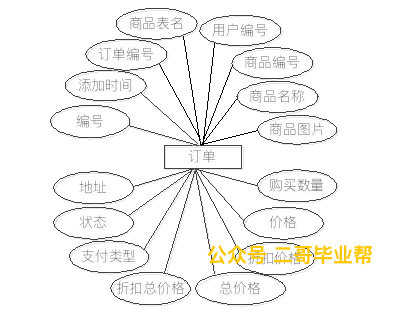 商品表名
用户编号
订单编号
商品编号
添加时间
商品名称
编号
商品图片
订单
地址
购买数量
状态
价格
支付类型
折扣价格
公众号 二哥毕业帮
折扣总价格
总价格